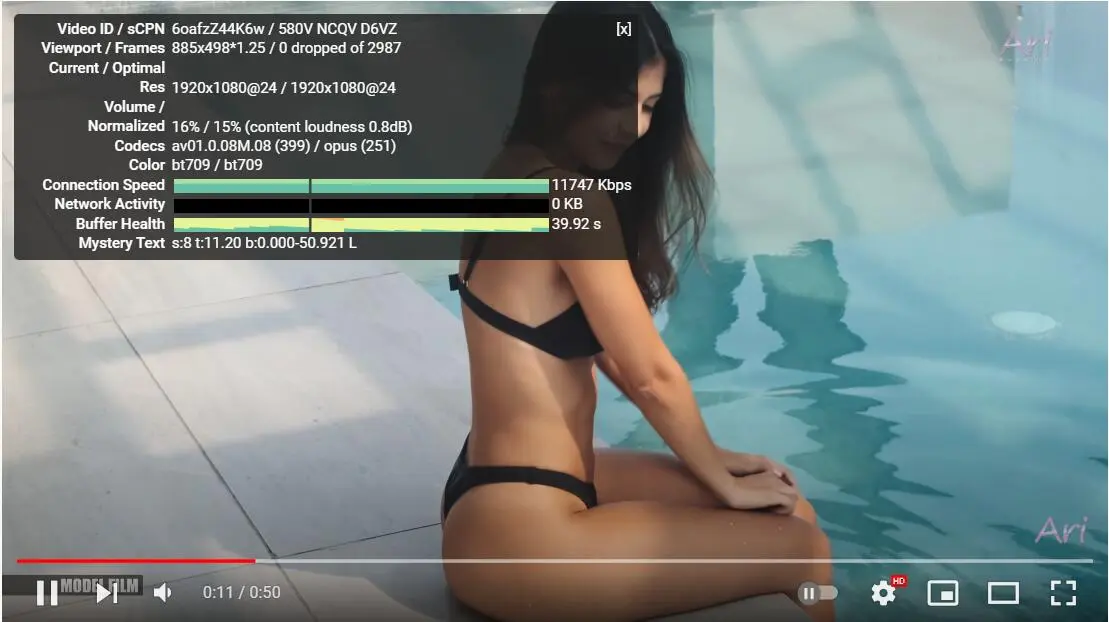 Video ID / sCPN 6oafzZ44K6w / 580V NCQV D6VZ [x]
Viewport / Frames 885x498*1.25 / 0 dropped of 2987
Current / Optimal
Res 1920x1080@24 / 1920x1080@24
Volume /
Normalized 16% / 15% (content loudness 0.8dB)
Codecs av01.0.08M.08 (399) / opus (251)
Color bt709 / bt709
Connection Speed 11747 Kbps
Network Activity 0 KB
Buffer Health 39.92 s
Mystery Text s:8 t:11.20 b:0.000-50.921 L
Ari
Ari
MODEL FILM
0:11 / 0:50
HD